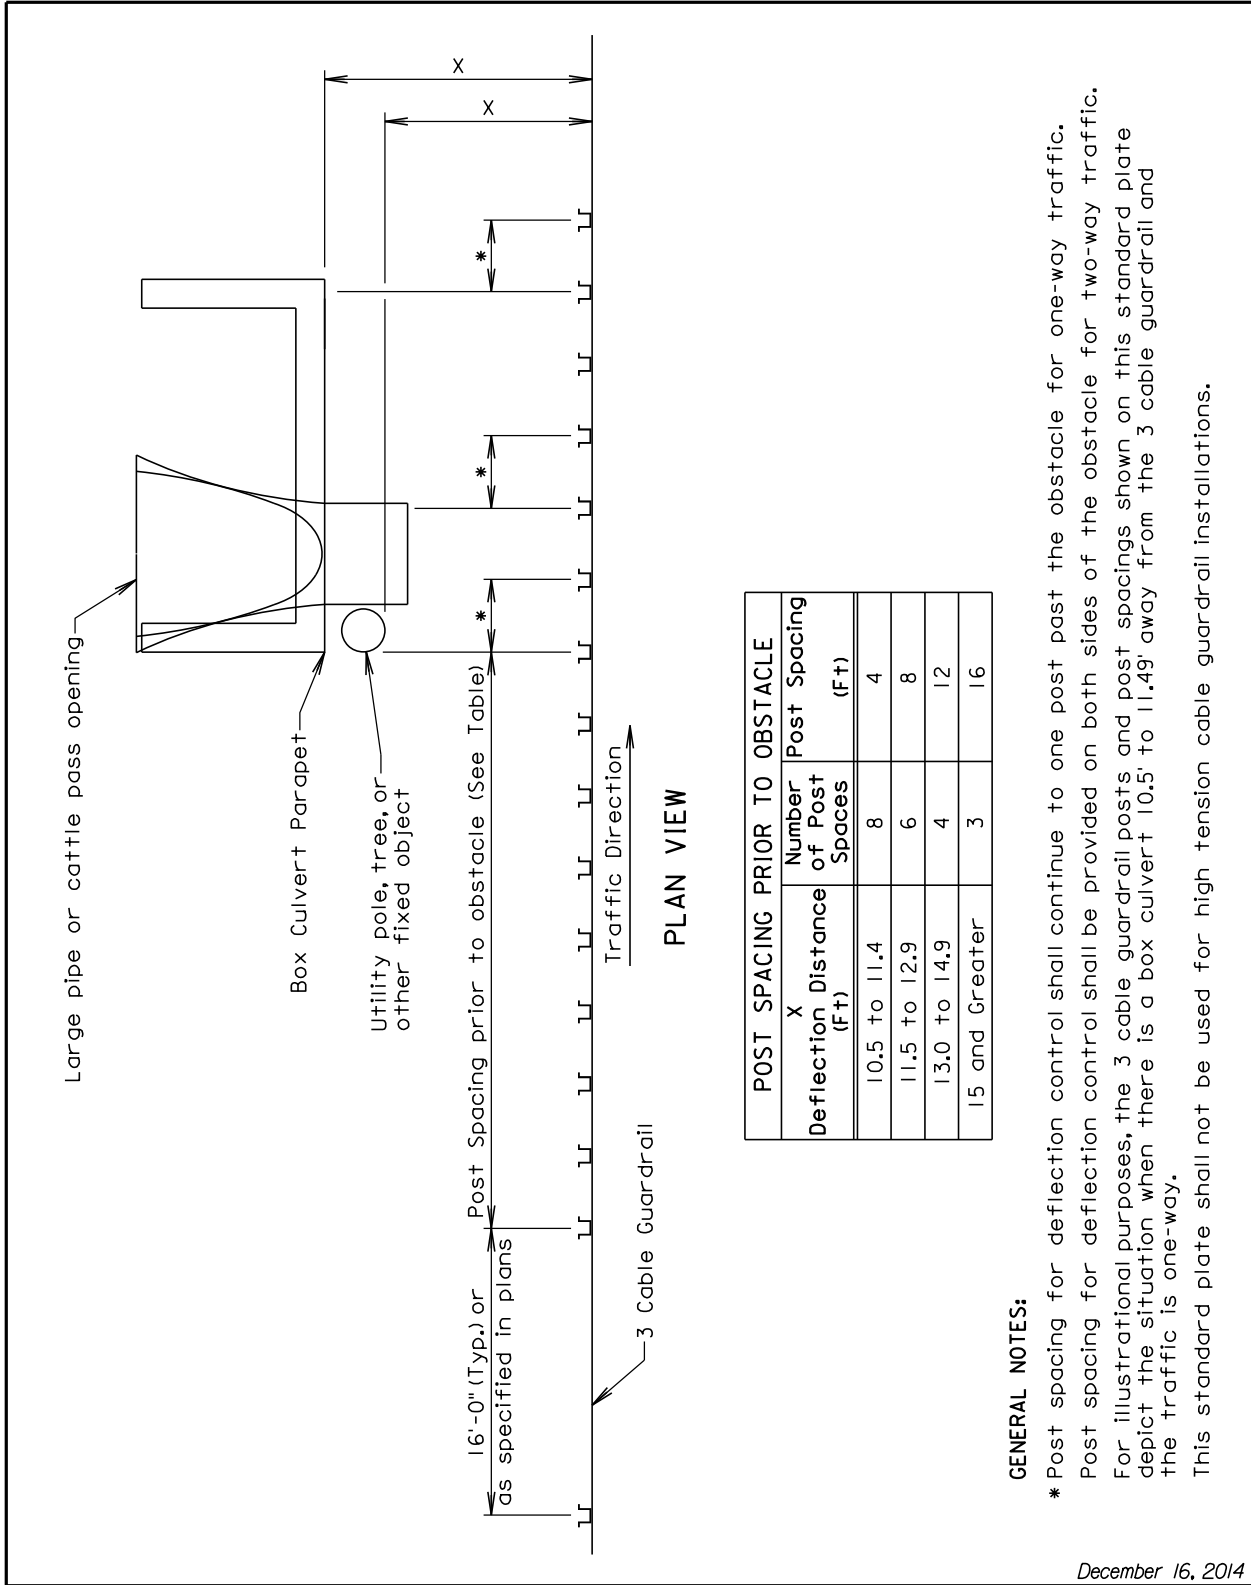 Large pipe or cattle pass opening
Box Culvert Parapet
Utility pole, tree, or
other fixed object
X
X
*
*
*
16'-0" (Typ.) or
as specified in plans
Post Spacing prior to obstacle (See Table)
3 Cable Guardrail
Traffic Direction
PLAN VIEW
POST SPACING PRIOR TO OBSTACLE
X
Deflection Distance
(Ft)
Number
of Post
Spaces
Post Spacing
(Ft)
10.5 to 11.4 8 4
11.5 to 12.9 6 8
13.0 to 14.9 4 12
15 and Greater 3 16
GENERAL NOTES:
* Post spacing for deflection control shall continue to one post past the obstacle for one-way traffic.
Post spacing for deflection control shall be provided on both sides of the obstacle for two-way traffic.
For illustrational purposes, the 3 cable guardrail posts and post spacings shown on this standard plate
depict the situation when there is a box culvert 10.5' to 11.49' away from the 3 cable guardrail and
the traffic is one-way.
This standard plate shall not be used for high tension cable guardrail installations.
December 16, 2014